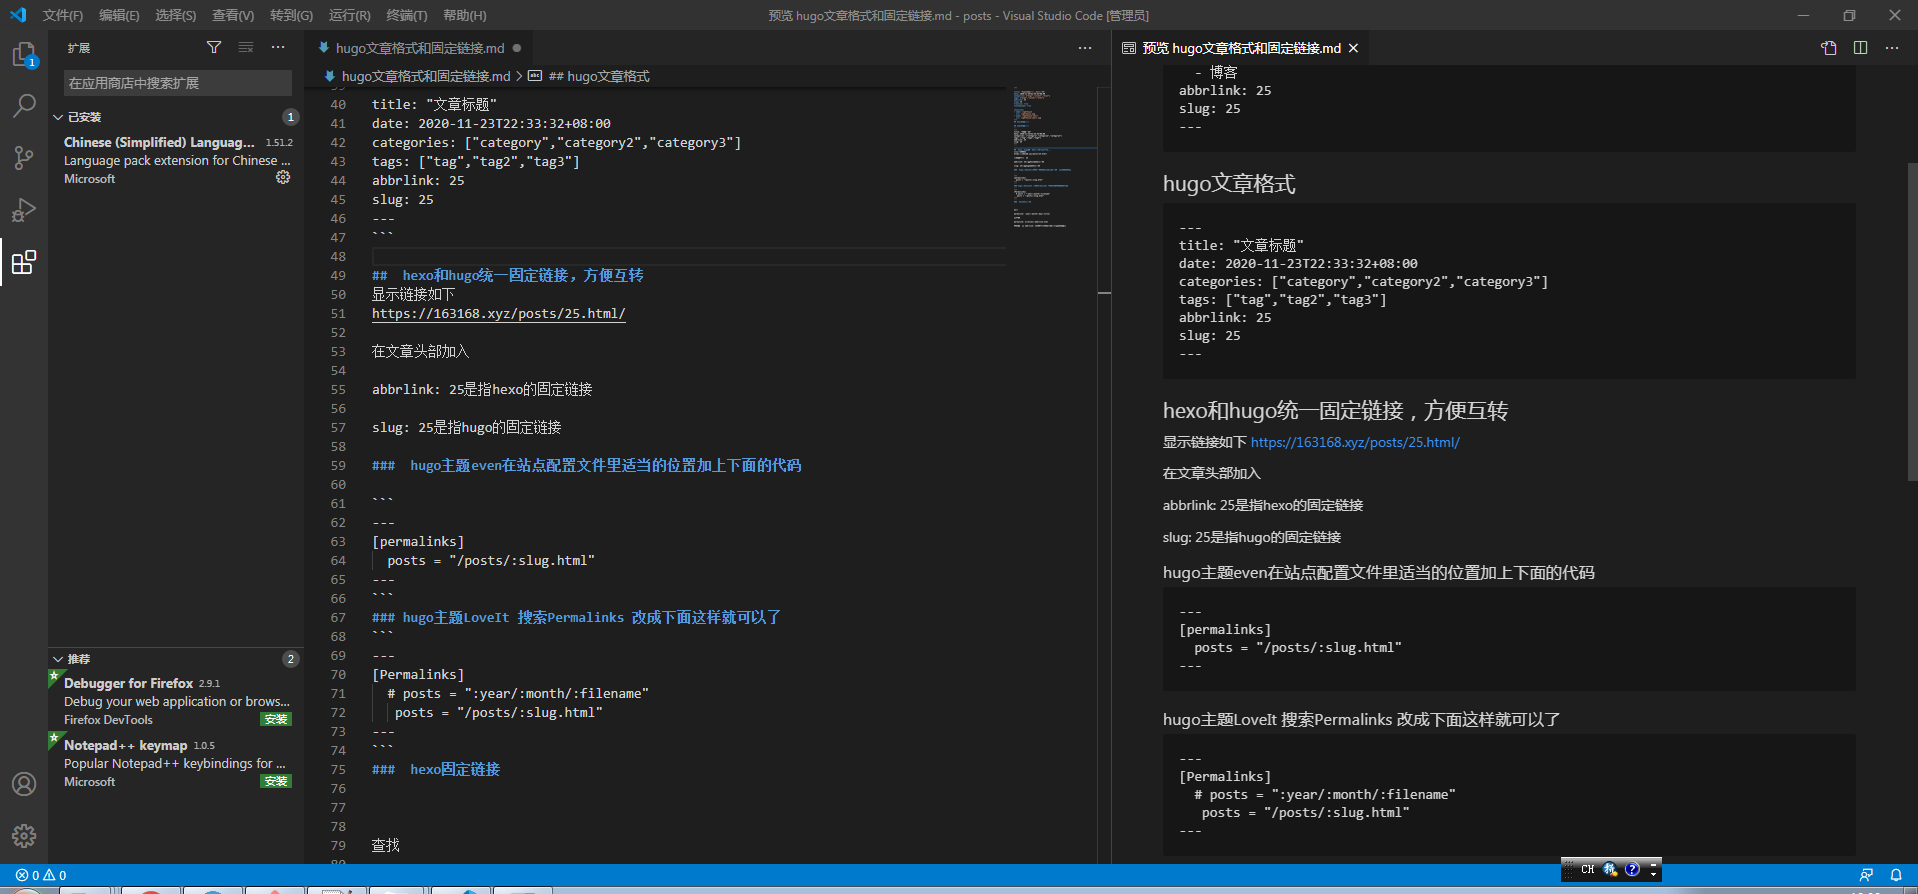 文件(F) 编辑(E) 选择(S) 查看(V) 转到(G) 运行(R) 终端(T) 帮助(H)
预览 hugo文章格式和固定链接.md - posts - Visual Studio Code [管理员]
1
扩展
在应用商店中搜索扩展
已安装 1
Chinese (Simplified) Languag... 1.51.2
Language pack extension for Chinese ...
Microsoft
推荐 2
Debugger for Firefox 2.9.1
Debug your web application or brows...
Firefox DevTools 安装
Notepad++ keymap 1.0.5
Popular Notepad++ keybindings for ...
Microsoft 安装
hugo文章格式和固定链接.md
hugo文章格式和固定链接.md > ## hugo文章格式
40 title: "文章标题"
41 date: 2020-11-23T22:33:32+08:00
42 categories: ["category","category2","category3"]
43 tags: ["tag","tag2","tag3"]
44 abbrlink: 25
45 slug: 25
46 ---
47 ```
48
49 ##  hexo和hugo统一固定链接，方便互转
50 显示链接如下
51 https://163168.xyz/posts/25.html/
52
53 在文章头部加入
54
55 abbrlink: 25是指hexo的固定链接
56
57 slug: 25是指hugo的固定链接
58
59 ###  hugo主题even在站点配置文件里适当的位置加上下面的代码
60
61 ```
62 ---
63 [permalinks]
64   posts = "/posts/:slug.html"
65 ---
66 ```
67 ### hugo主题LoveIt 搜索Permalinks 改成下面这样就可以了
68 ```
69 ---
70 [Permalinks]
71   # posts = ":year/:month/:filename"
72    posts = "/posts/:slug.html"
73 ---
74 ```
75 ###  hexo固定链接
76
77
78
79 查找
80
预览 hugo文章格式和固定链接.md
- 博客
abbrlink: 25
slug: 25
---
hugo文章格式
---
title: "文章标题"
date: 2020-11-23T22:33:32+08:00
categories: ["category","category2","category3"]
tags: ["tag","tag2","tag3"]
abbrlink: 25
slug: 25
---
hexo和hugo统一固定链接，方便互转
显示链接如下 https://163168.xyz/posts/25.html/
在文章头部加入
abbrlink: 25是指hexo的固定链接
slug: 25是指hugo的固定链接
hugo主题even在站点配置文件里适当的位置加上下面的代码
---
[permalinks]
  posts = "/posts/:slug.html"
---
hugo主题LoveIt 搜索Permalinks 改成下面这样就可以了
---
[Permalinks]
  # posts = ":year/:month/:filename"
   posts = "/posts/:slug.html"
---
0 0
CH